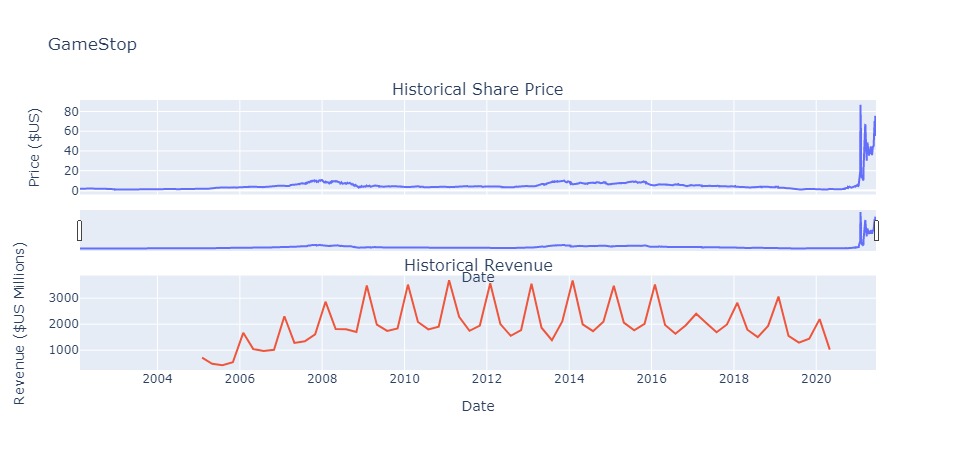 GameStop
Historical Share Price
Price ($US)
80
60
40
20
0
Historical Revenue
Date
Revenue ($US Millions)
3000
2000
1000
2004 2006 2008 2010 2012 2014 2016 2018 2020
Date